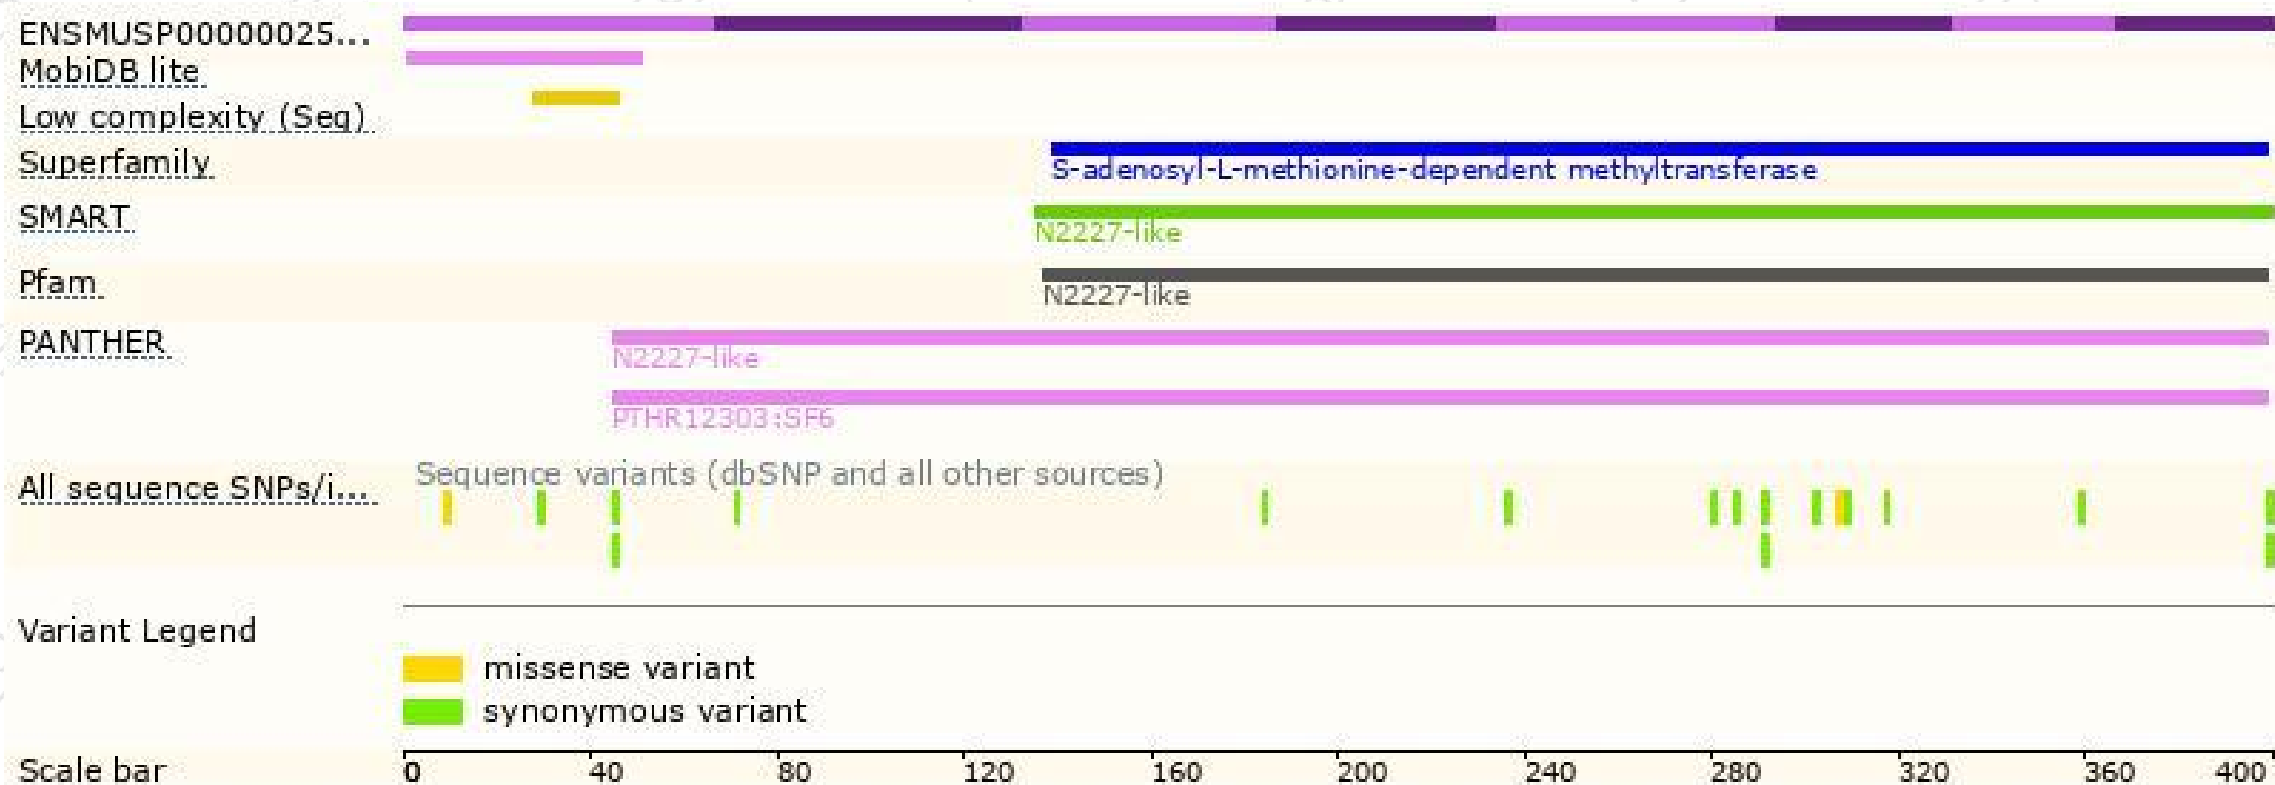 ENSMUSP00000025...
MobiDB lite
Low complexity (Seg)
Superfamily
S-adenosyl-L-methionine-dependent methyltransferase
SMART
N2227-like
Pfam
N2227-like
PANTHER
N2227-like
PTHR12303:SF6
All sequence SNPs/i...
Sequence variants (dbSNP and all other sources)
Variant Legend
missense variant
synonymous variant
Scale bar 0 40 80 120 160 200 240 280 320 360 400